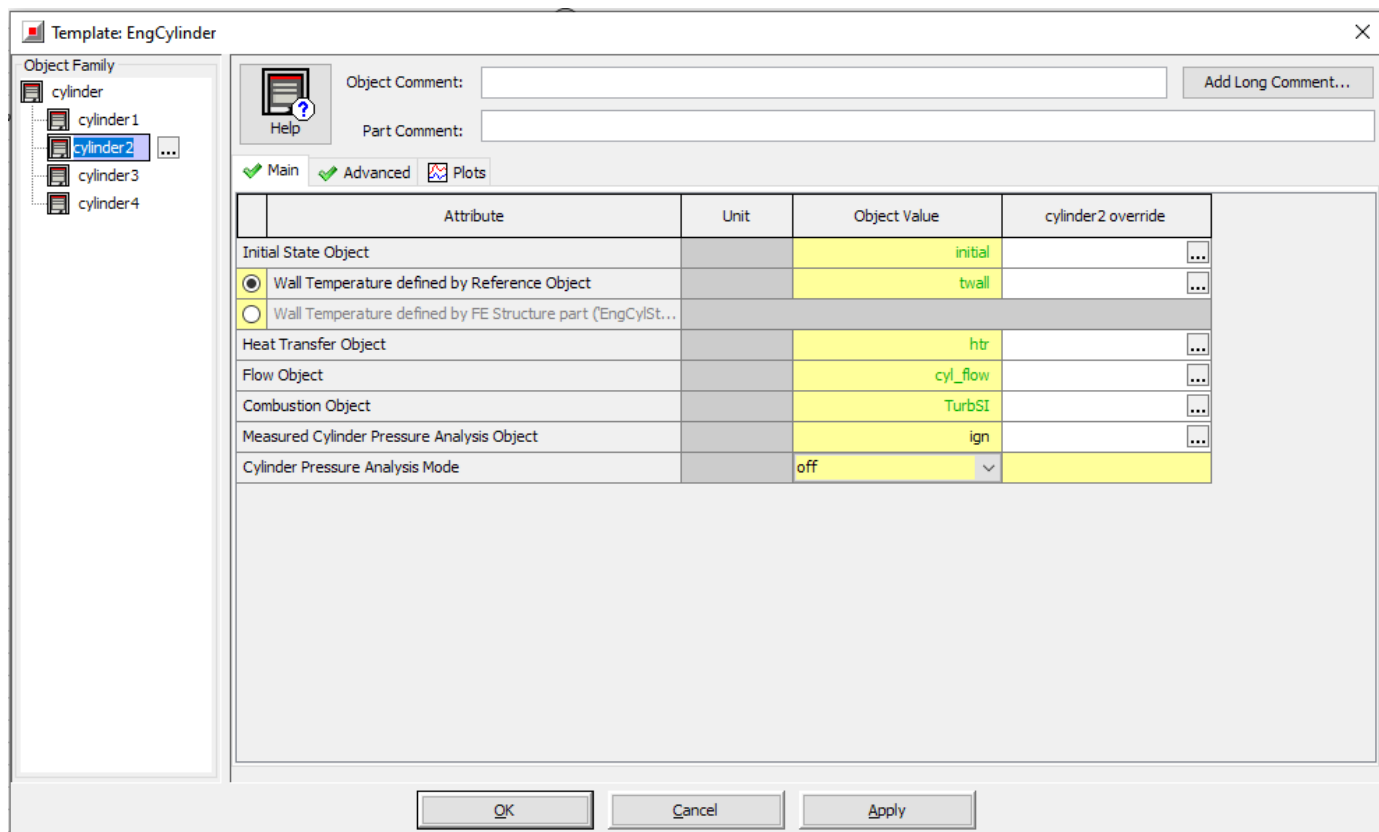 Template: EngCylinder
Object Family
cylinder
cylinder1
cylinder2 ...
cylinder3
cylinder4
Help
Object Comment:
Add Long Comment...
Part Comment:
Main Advanced Plots
Attribute Unit Object Value cylinder2 override
Initial State Object initial ...
Wall Temperature defined by Reference Object twall ...
Wall Temperature defined by FE Structure part ('EngCylSt...
Heat Transfer Object htr ...
Flow Object cyl_flow ...
Combustion Object TurbSI ...
Measured Cylinder Pressure Analysis Object ign ...
Cylinder Pressure Analysis Mode off
OK Cancel Apply